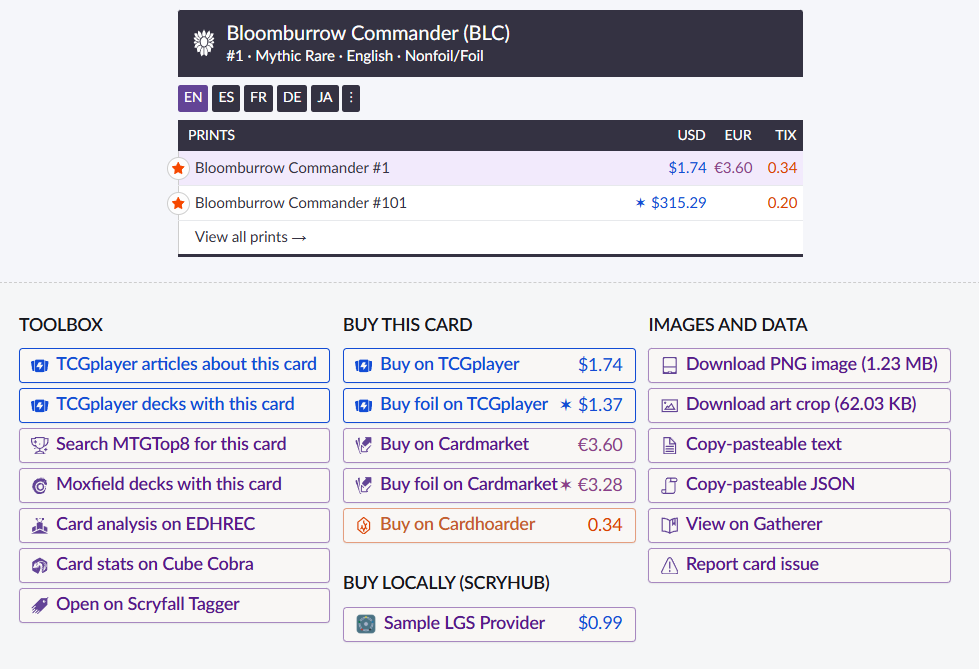 Bloomburrow Commander (BLC)
#1 · Mythic Rare · English · Nonfoil/Foil
EN ES FR DE JA ⋮
PRINTS USD EUR TIX
Bloomburrow Commander #1 $1.74 €3.60 0.34
Bloomburrow Commander #101 ✶ $315.29 0.20
View all prints →
TOOLBOX
TCGplayer articles about this card
TCGplayer decks with this card
Search MTGTop8 for this card
Moxfield decks with this card
Card analysis on EDHREC
Card stats on Cube Cobra
Open on Scryfall Tagger
BUY THIS CARD
Buy on TCGplayer $1.74
Buy foil on TCGplayer ✶ $1.37
Buy on Cardmarket €3.60
Buy foil on Cardmarket ✶ €3.28
Buy on Cardhoarder 0.34
BUY LOCALLY (SCRYHUB)
Sample LGS Provider $0.99
IMAGES AND DATA
Download PNG image (1.23 MB)
Download art crop (62.03 KB)
Copy-pasteable text
Copy-pasteable JSON
View on Gatherer
Report card issue